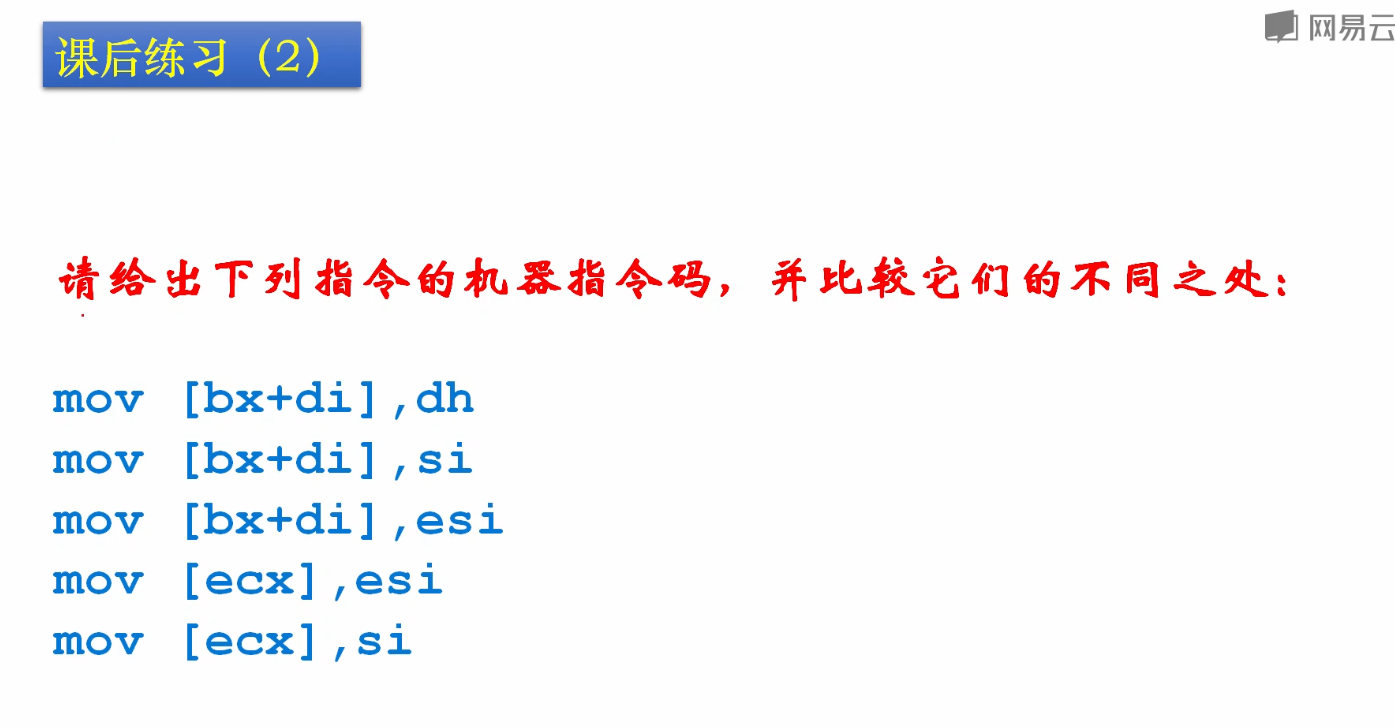 课后练习（2）
网易云
请给出下列指令的机器指令码，并比较它们的不同之处：
mov [bx+di],dh
mov [bx+di],si
mov [bx+di],esi
mov [ecx],esi
mov [ecx],si